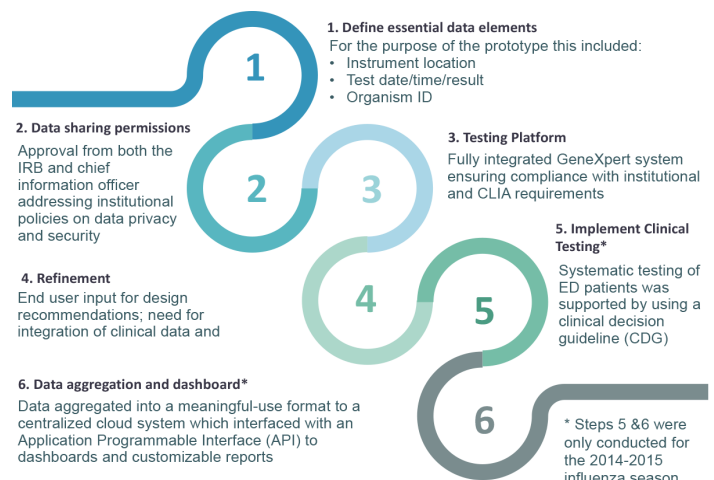 1
1. Define essential data elements
For the purpose of the prototype this included:
• Instrument location
• Test date/time/result
• Organism ID
2. Data sharing permissions
Approval from both the
IRB and chief
information officer
addressing institutional
policies on data privacy
and security
2
3
3. Testing Platform
Fully integrated GeneXpert system
ensuring compliance with institutional
and CLIA requirements
4. Refinement
End user input for design
recommendations; need for
integration of clinical data and
4
5
5. Implement Clinical
Testing*
Systematic testing of
ED patients was
supported by using a
clinical decision
guideline (CDG)
6. Data aggregation and dashboard*
Data aggregated into a meaningful-use format to a
centralized cloud system which interfaced with an
Application Programmable Interface (API) to
dashboards and customizable reports
6
* Steps 5 &6 were
only conducted for
the 2014-2015
influenza season